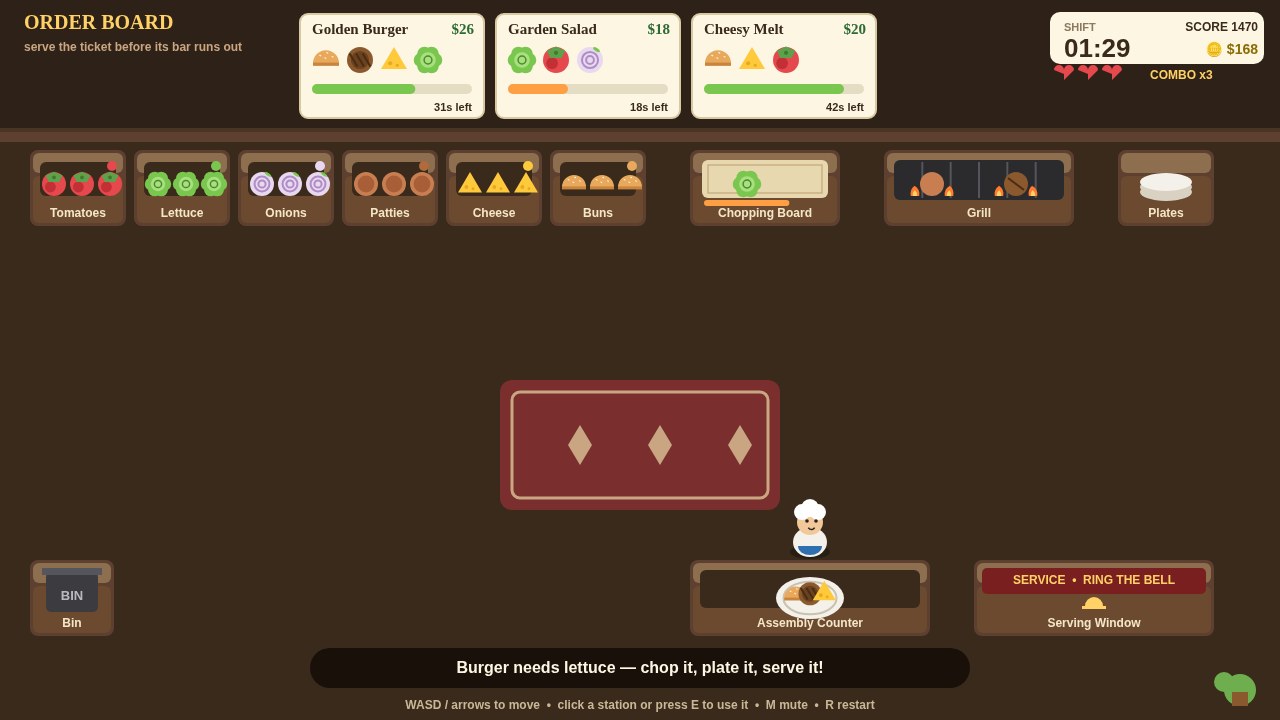 ORDER BOARD
serve the ticket before its bar runs out
Golden Burger $26
31s left
Garden Salad $18
18s left
Cheesy Melt $20
42s left
SHIFT
01:29
SCORE 1470
$168
COMBO x3
Tomatoes
Lettuce
Onions
Patties
Cheese
Buns
Chopping Board
Grill
Plates
BIN
Bin
Assembly Counter
SERVICE • RING THE BELL
Serving Window
Burger needs lettuce — chop it, plate it, serve it!
WASD / arrows to move • click a station or press E to use it • M mute • R restart